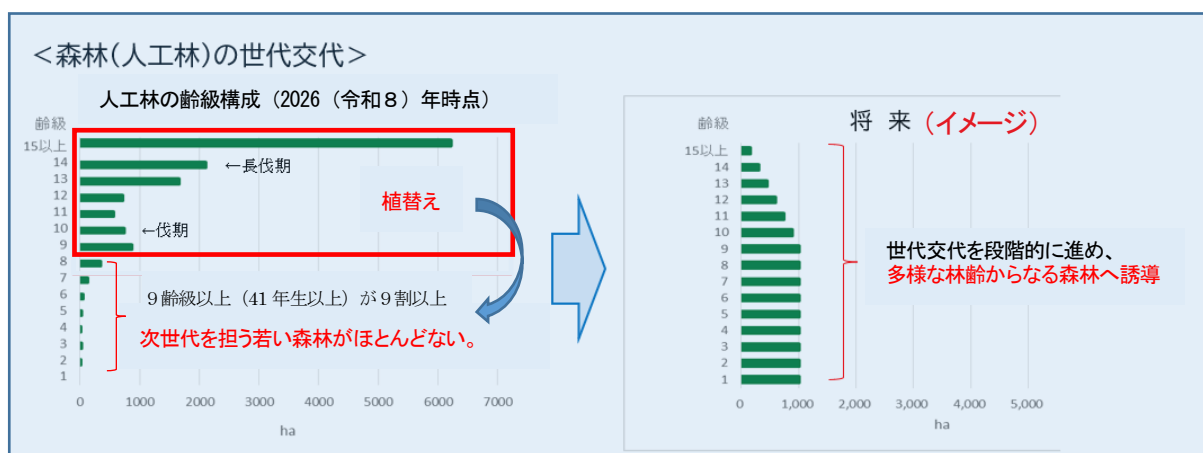 ＜森林(人工林)の世代交代＞
人工林の齢級構成（2026（令和８）年時点）
齢級
15以上
14
←長伐期
13
12
植替え
11
10
←伐期
9
8
7
９齢級以上（41年生以上）が９割以上
6
5
次世代を担う若い森林がほとんどない。
4
3
2
1
0 1000 2000 3000 4000 5000 6000 7000
ha
将 来（イメージ）
齢級
15以上
14
13
12
11
10
9
世代交代を段階的に進め、
8
多様な林齢からなる森林へ誘導
7
6
5
4
3
2
1
0 1,000 2,000 3,000 4,000 5,000
ha